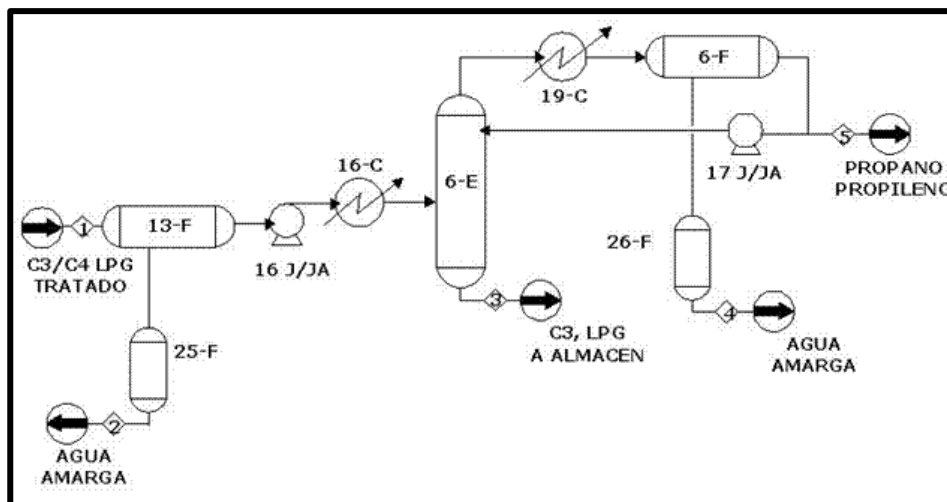 6-F
19-C
5
PROPANO
PROPILENO
17 J/JA
16-C
6-E
1
13-F
C3/C4 LPG
TRATADO
16 J/JA
26-F
3
C3, LPG
A ALMACEN
4
AGUA
AMARGA
25-F
2
AGUA
AMARGA